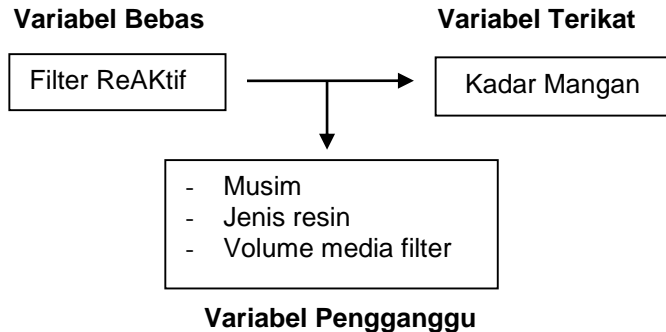 Variabel Bebas
Variabel Terikat
Filter ReAKtif
Kadar Mangan
- Musim
- Jenis resin
- Volume media filter
Variabel Pengganggu